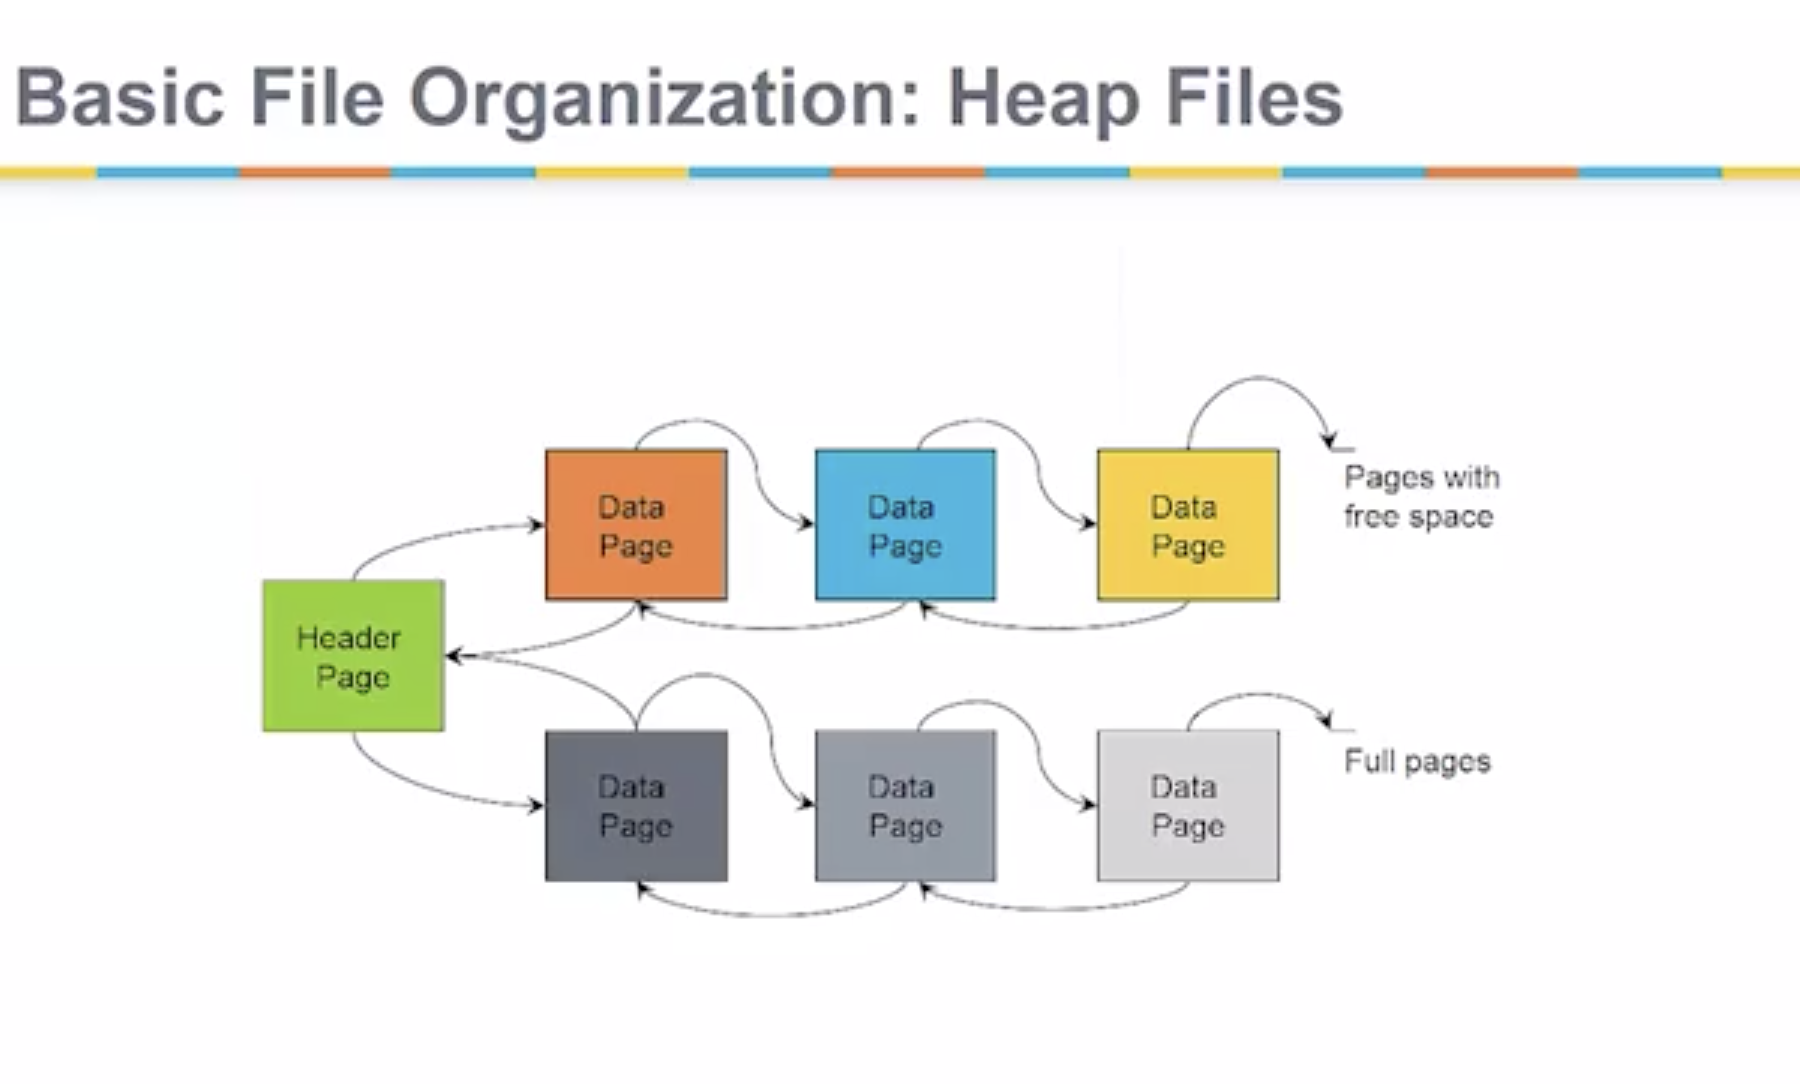 Basic File Organization: Heap Files
Data
Page
Data
Page
Data
Page
Pages with
free space
Header
Page
Data
Page
Data
Page
Data
Page
Full pages